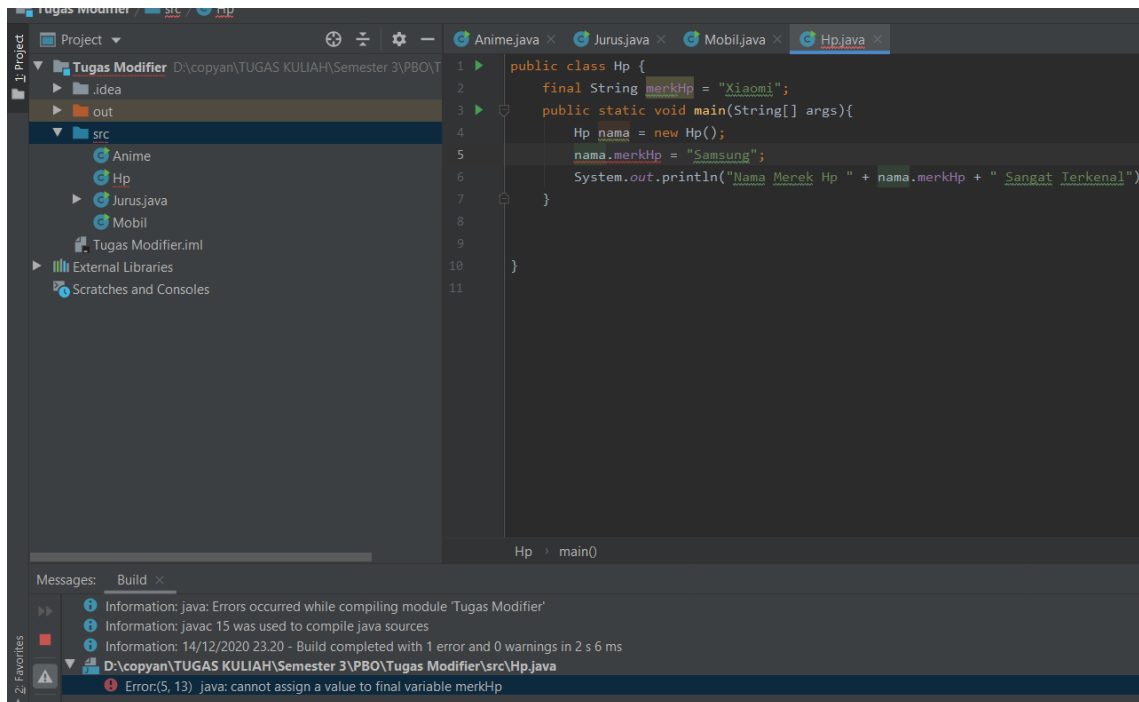 Tugas Modifier / src / Hp
1: Project
Project
Tugas Modifier D:\copyan\TUGAS KULIAH\Semester 3\PBO\T
.idea
out
src
Anime
Hp
Jurus.java
Mobil
Tugas Modifier.iml
External Libraries
Scratches and Consoles
Anime.java × Jurus.java × Mobil.java × Hp.java ×
1 public class Hp {
2 final String merkHp = "Xiaomi";
3 public static void main(String[] args){
4 Hp nama = new Hp();
5 nama.merkHp = "Samsung";
6 System.out.println("Nama Merek Hp " + nama.merkHp + " Sangat Terkenal")
7 }
8
9
10 }
11
Hp > main()
Messages: Build ×
Information: java: Errors occurred while compiling module 'Tugas Modifier'
Information: javac 15 was used to compile java sources
Information: 14/12/2020 23.20 - Build completed with 1 error and 0 warnings in 2 s 6 ms
D:\copyan\TUGAS KULIAH\Semester 3\PBO\Tugas Modifier\src\Hp.java
Error:(5, 13) java: cannot assign a value to final variable merkHp
2: Favorites